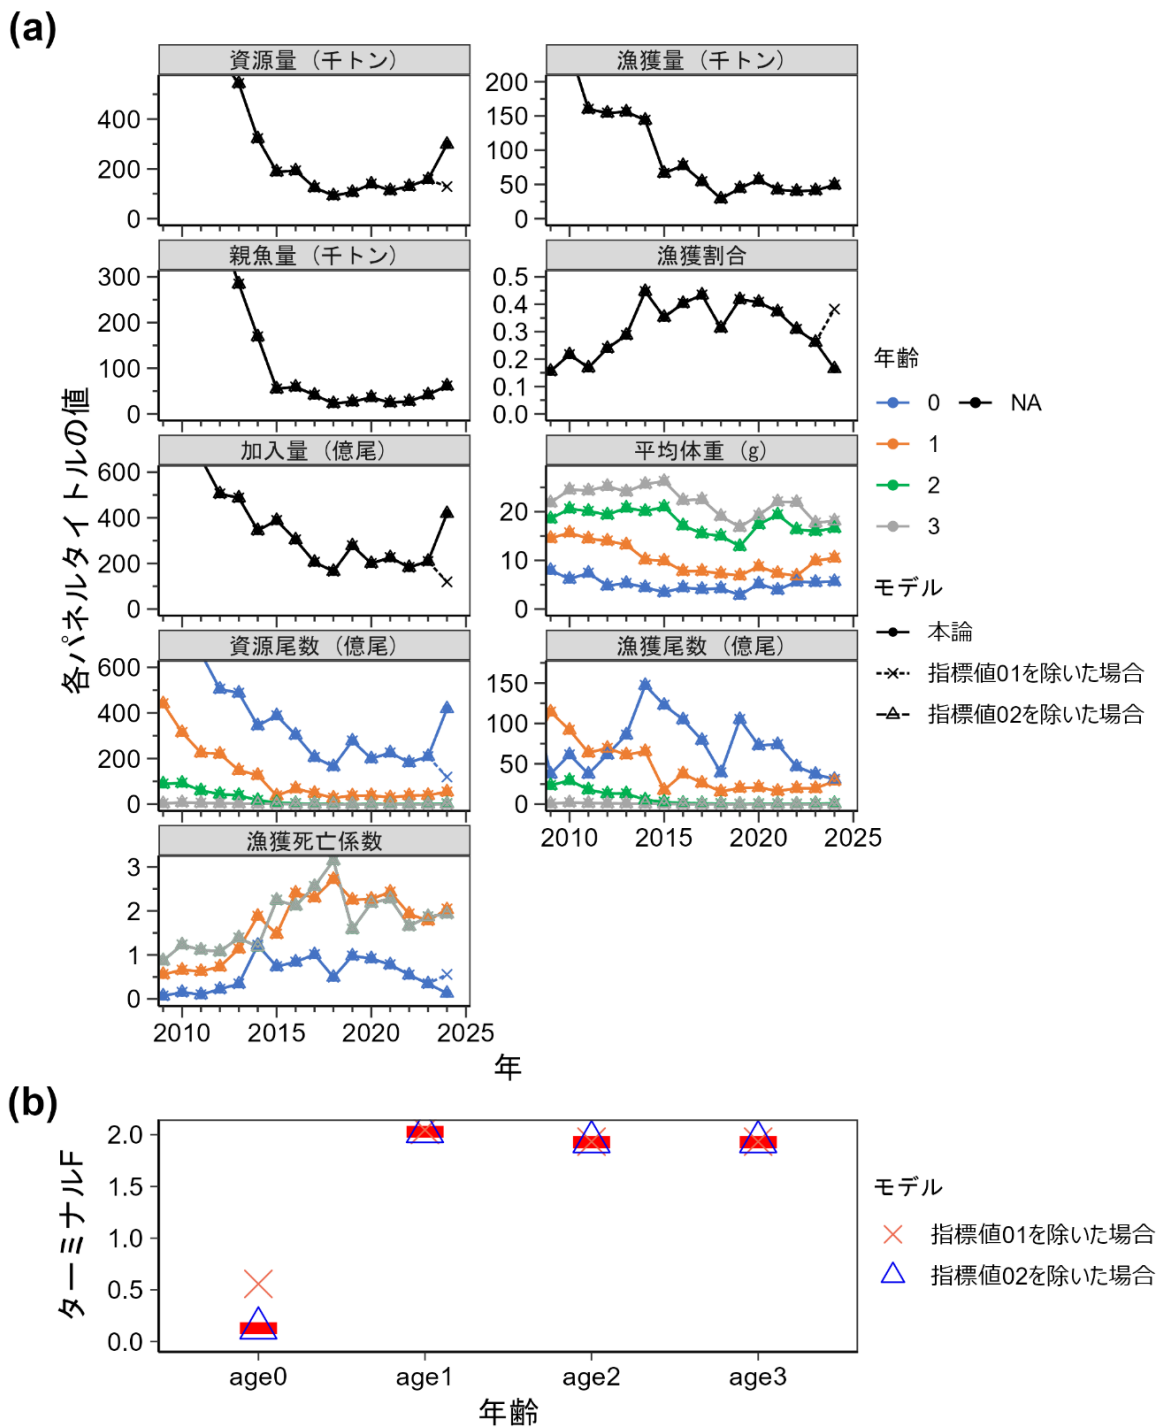 (a)
資源量（千トン）
漁獲量（千トン）
400
200
0
200
150
100
50
0
親魚量（千トン）
漁獲割合
300
200
100
0
0.5
0.4
0.3
0.2
0.1
0.0
加入量（億尾）
平均体重（g）
600
400
200
0
20
10
0
資源尾数（億尾）
漁獲尾数（億尾）
600
400
200
0
150
100
50
0
2010 2015 2020 2025
漁獲死亡係数
3
2
1
0
2010 2015 2020 2025
各パネルタイトルの値
年
年齢
0 NA
1
2
3
モデル
本論
指標値01を除いた場合
指標値02を除いた場合
(b)
ターミナルF
2.0
1.5
1.0
0.5
0.0
age0 age1 age2 age3
年齢
モデル
指標値01を除いた場合
指標値02を除いた場合